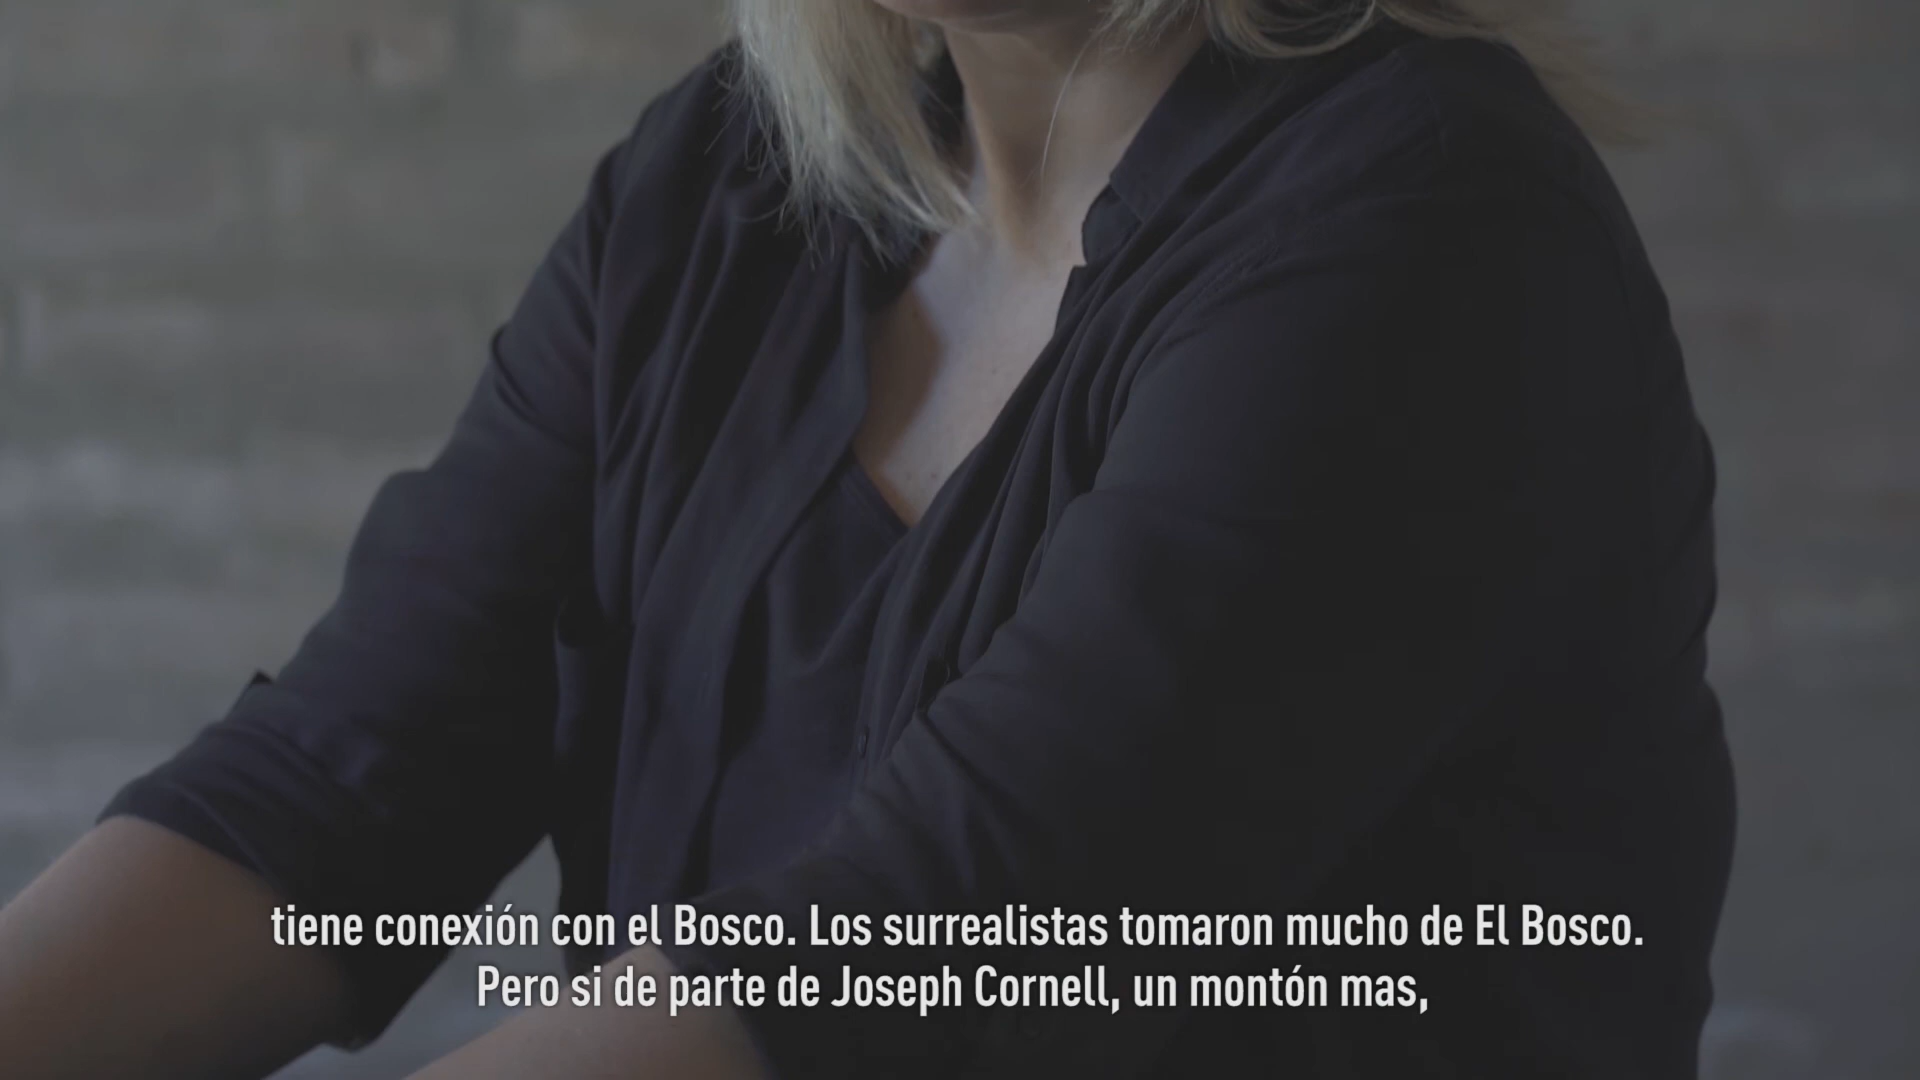 tiene conexión con el Bosco. Los surrealistas tomaron mucho de El Bosco.
Pero si de parte de Joseph Cornell, un montón mas,